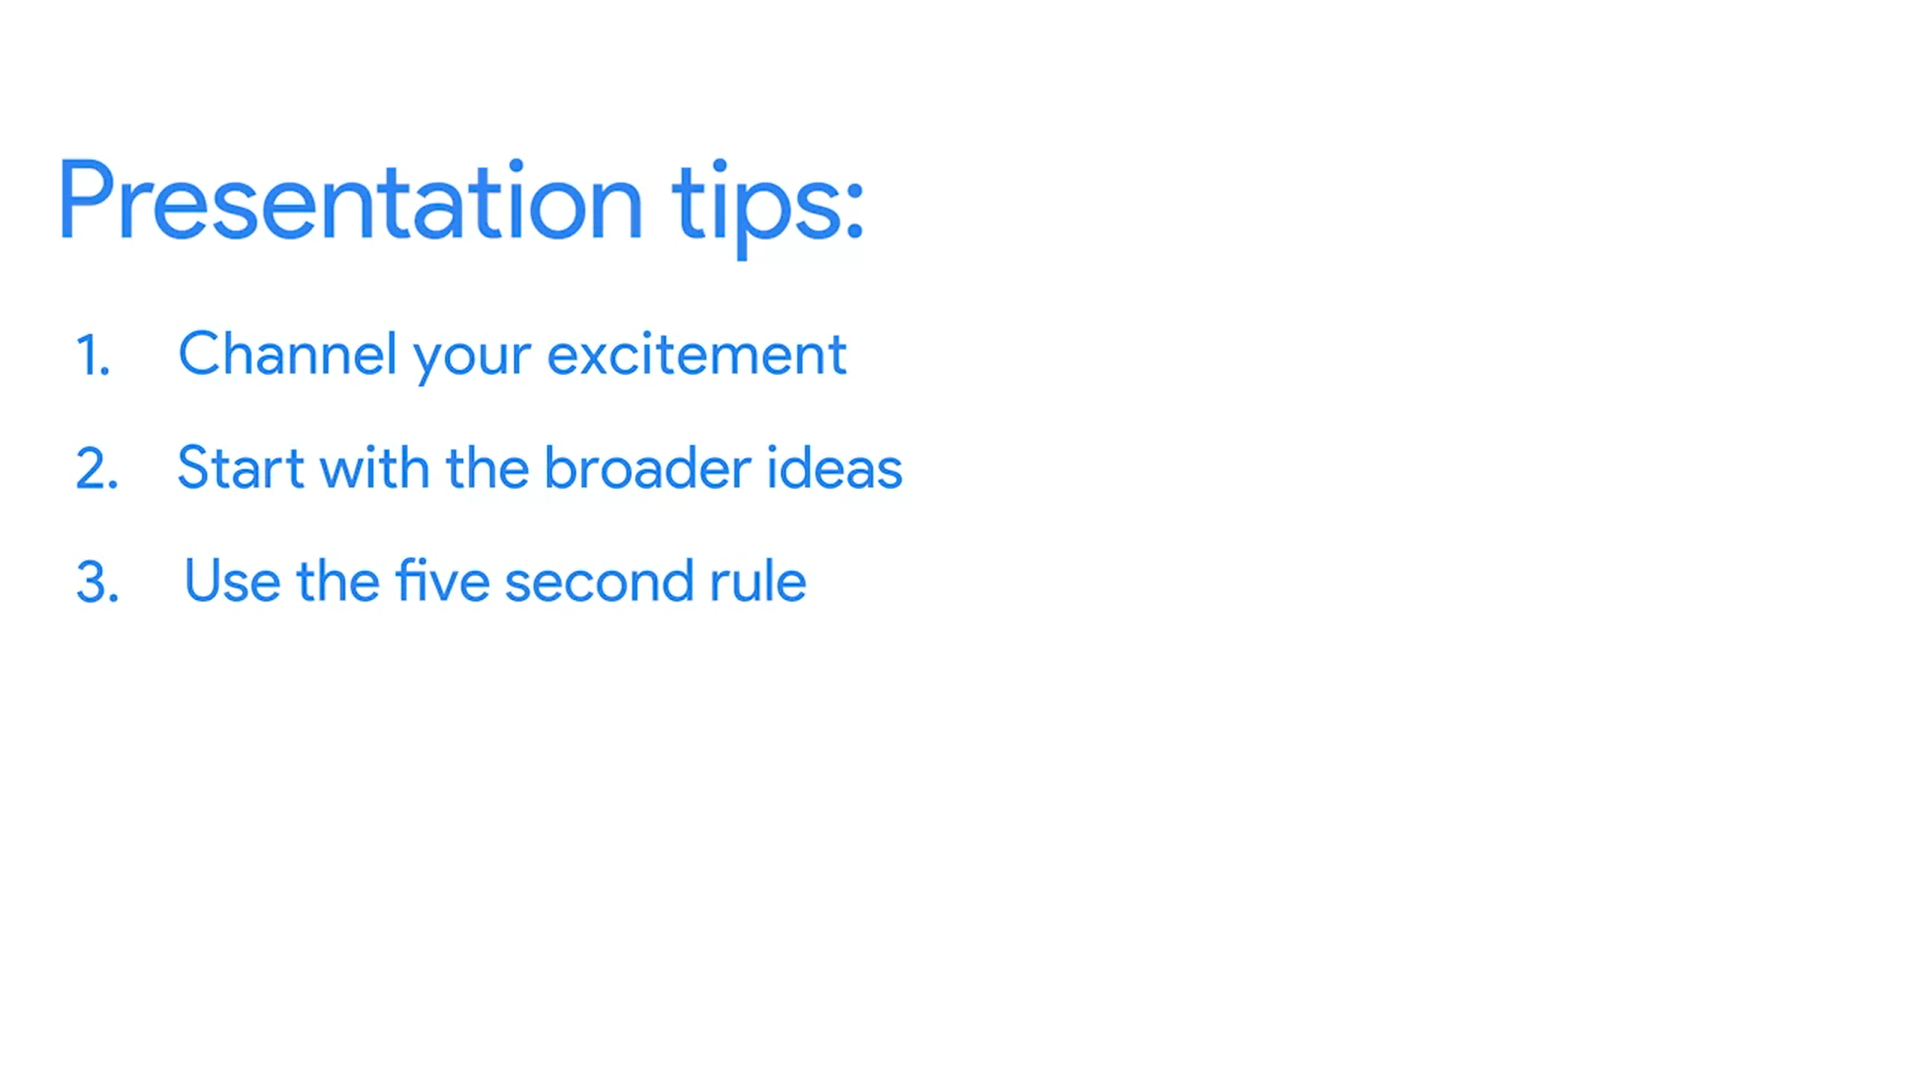 Presentation tips:
1. Channel your excitement
2. Start with the broader ideas
3. Use the five second rule